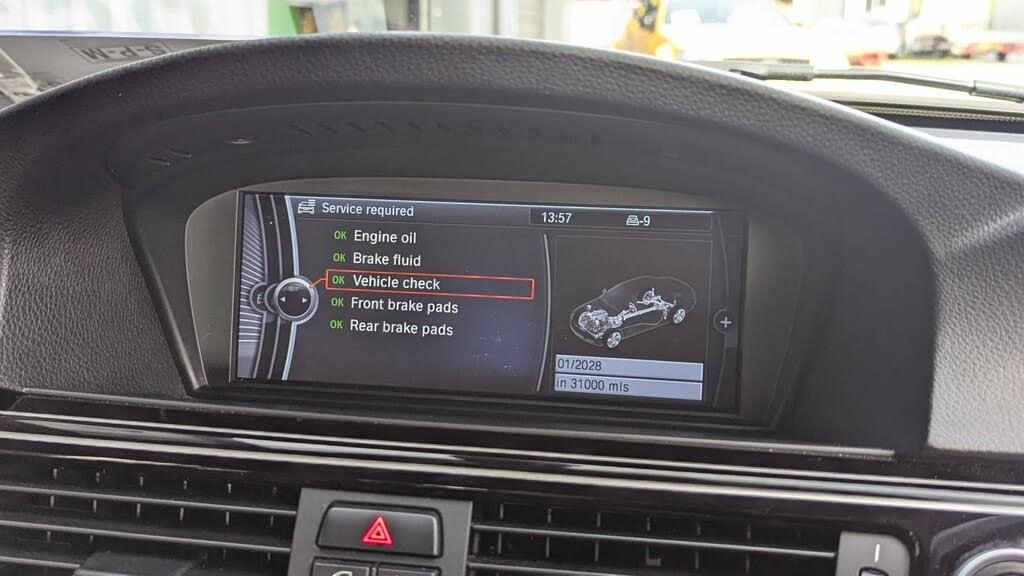 Service required
13:57
-9
OK Engine oil
OK Brake fluid
OK Vehicle check
OK Front brake pads
OK Rear brake pads
+
01/2028
in 31000 mls